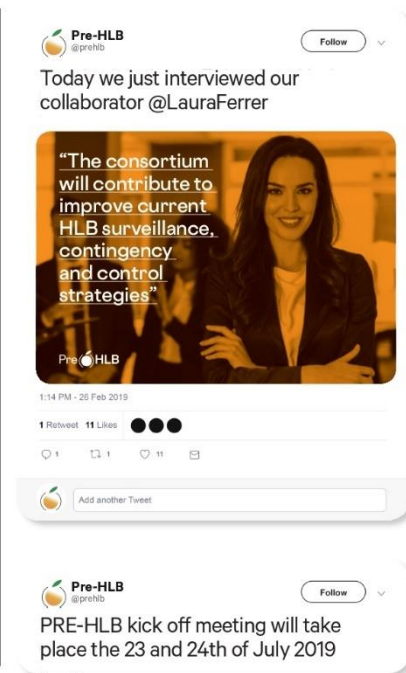 Pre-HLB
@prehlb
Follow
Today we just interviewed our
collaborator @LauraFerrer
“The consortium
will contribute to
improve current
HLB surveillance,
contingency
and control
strategies”
Pre HLB
1:14 PM - 26 Feb 2019
1 Retweet 11 Likes
1 1 11
Add another Tweet
Pre-HLB
@prehlb
Follow
PRE-HLB kick off meeting will take
place the 23 and 24th of July 2019